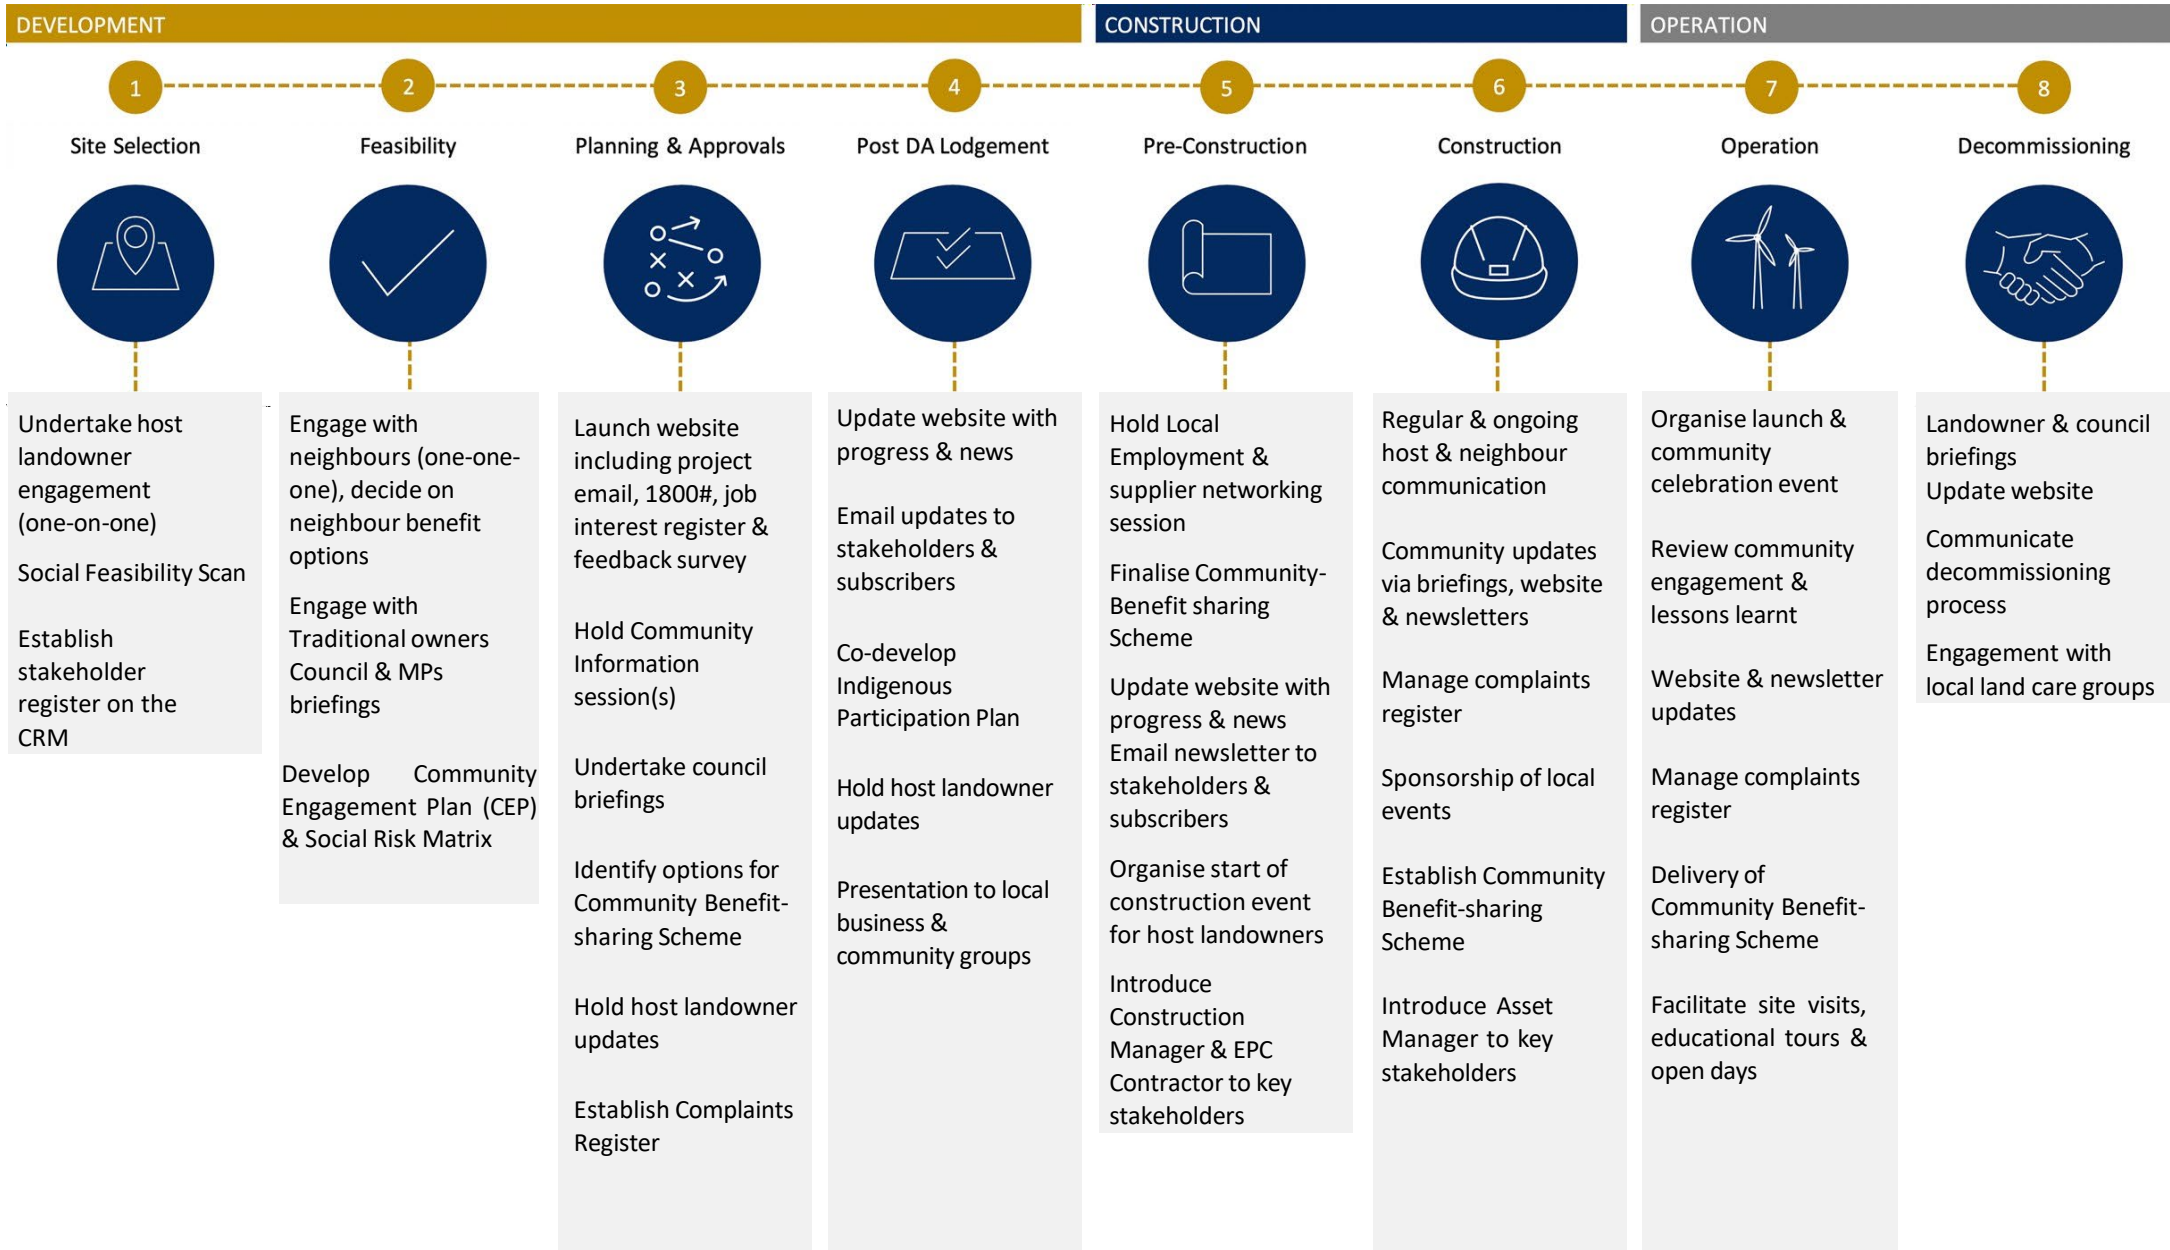 DEVELOPMENT
CONSTRUCTION
OPERATION
1
2
3
4
5
6
7
8
Site Selection
Feasibility
Planning & Approvals
Post DA Lodgement
Pre-Construction
Construction
Operation
Decommissioning
Undertake host
landowner
engagement
(one-on-one)
Social Feasibility Scan
Establish
stakeholder
register on the
CRM
Engage with
neighbours (one-one-
one), decide on
neighbour benefit
options
Engage with
Traditional owners
Council & MPs
briefings
Develop Community
Engagement Plan (CEP)
& Social Risk Matrix
Launch website
including project
email, 1800#, job
interest register &
feedback survey
Hold Community
Information
session(s)
Undertake council
briefings
Identify options for
Community Benefit-
sharing Scheme
Hold host landowner
updates
Establish Complaints
Register
Update website with
progress & news
Email updates to
stakeholders &
subscribers
Co-develop
Indigenous
Participation Plan
Hold host landowner
updates
Presentation to local
business &
community groups
Hold Local
Employment &
supplier networking
session
Finalise Community-
Benefit sharing
Scheme
Update website with
progress & news
Email newsletter to
stakeholders &
subscribers
Organise start of
construction event
for host landowners
Introduce
Construction
Manager & EPC
Contractor to key
stakeholders
Regular & ongoing
host & neighbour
communication
Community updates
via briefings, website
& newsletters
Manage complaints
register
Sponsorship of local
events
Establish Community
Benefit-sharing
Scheme
Introduce Asset
Manager to key
stakeholders
Organise launch &
community
celebration event
Review community
engagement &
lessons learnt
Website & newsletter
updates
Manage complaints
register
Delivery of
Community Benefit-
sharing Scheme
Facilitate site visits,
educational tours &
open days
Landowner & council
briefings
Update website
Communicate
decommissioning
process
Engagement with
local land care groups